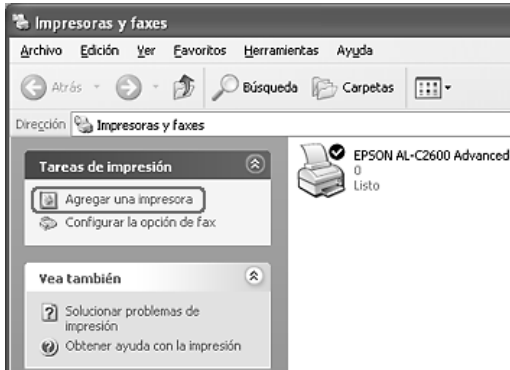 Impresoras y faxes
Archivo Edición Ver Favoritos Herramientas Ayuda
Atrás Búsqueda Carpetas
Dirección Impresoras y faxes
Tareas de impresión
Agregar una impresora
Configurar la opción de fax
Vea también
Solucionar problemas de
impresión
Obtener ayuda con la impresión
EPSON AL-C2600 Advanced
0
Listo